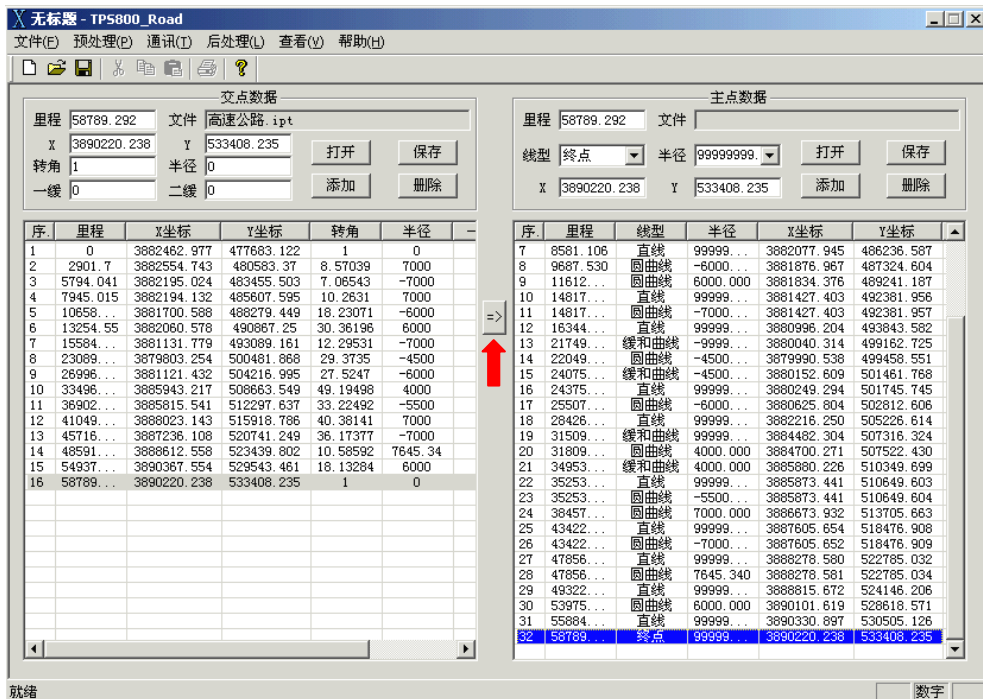 无标题 - TPS800_Road
文件(F) 预处理(P) 通讯(T) 后处理(L) 查看(V) 帮助(H)
交点数据
里程 58789.292 文件 高速公路.ipt
X 3890220.238 Y 533408.235 打开 保存
转角 1 半径 0
一缓 0 二缓 0 添加 删除
序. 里程 X坐标 Y坐标 转角 半径
1 0 3882462.977 477683.122 1 0
2 2901.7 3882554.743 480583.37 8.57039 7000
3 5794.041 3882195.024 483455.503 7.06543 -7000
4 7945.015 3882194.132 485607.595 10.2631 7000
5 10658... 3881700.588 488279.449 18.23071 -6000
6 13254.55 3882060.578 490867.25 30.36196 6000
7 15584... 3881131.779 493089.161 12.29531 -7000
8 23089... 3879803.254 500481.868 29.3735 -4500
9 26996... 3881121.432 504216.995 27.5247 -6000
10 33496... 3885943.217 508663.549 49.19498 4000
11 36902... 3885815.541 512297.637 33.22492 -5500
12 41049... 3888023.143 515918.786 40.38141 7000
13 45716... 3887236.108 520741.249 36.17377 -7000
14 48591... 3888612.558 523439.802 10.58592 7645.34
15 54937... 3890367.554 529543.461 18.13284 6000
16 58789... 3890220.238 533408.235 1 0
=>
主点数据
里程 58789.292 文件
线型 终点 半径 99999999. 打开 保存
X 3890220.238 Y 533408.235 添加 删除
序. 里程 线型 半径 X坐标 Y坐标
7 8581.106 直线 99999... 3882077.945 486236.587
8 9687.530 圆曲线 -6000... 3881876.967 487324.604
9 11612... 圆曲线 6000.000 3881834.376 489241.187
10 14817... 直线 99999... 3881427.403 492381.956
11 14817... 圆曲线 -7000... 3881427.403 492381.957
12 16344... 直线 99999... 3880996.204 493843.582
13 21749... 缓和曲线 -9999... 3880040.314 499162.725
14 22049... 圆曲线 -4500... 3879990.538 499458.551
15 24075... 缓和曲线 -4500... 3880152.609 501461.768
16 24375... 直线 99999... 3880249.294 501745.745
17 25507... 圆曲线 -6000... 3880625.804 502812.606
18 28426... 直线 99999... 3882216.250 505226.614
19 31509... 缓和曲线 99999... 3884482.304 507316.324
20 31809... 圆曲线 4000.000 3884700.271 507522.430
21 34953... 缓和曲线 4000.000 3885880.226 510349.699
22 35253... 直线 99999... 3885873.441 510649.603
23 35253... 圆曲线 -5500... 3885873.441 510649.604
24 38457... 圆曲线 7000.000 3886673.932 513705.663
25 43422... 直线 99999... 3887605.654 518476.908
26 43422... 圆曲线 -7000... 3887605.652 518476.909
27 47856... 直线 99999... 3888278.580 522785.032
28 47856... 圆曲线 7645.340 3888278.581 522785.034
29 49322... 直线 99999... 3888815.672 524146.206
30 53975... 圆曲线 6000.000 3890101.619 528618.571
31 55884... 直线 99999... 3890330.897 530505.126
32 58789... 终点 99999... 3890220.238 533408.235
就绪 数字